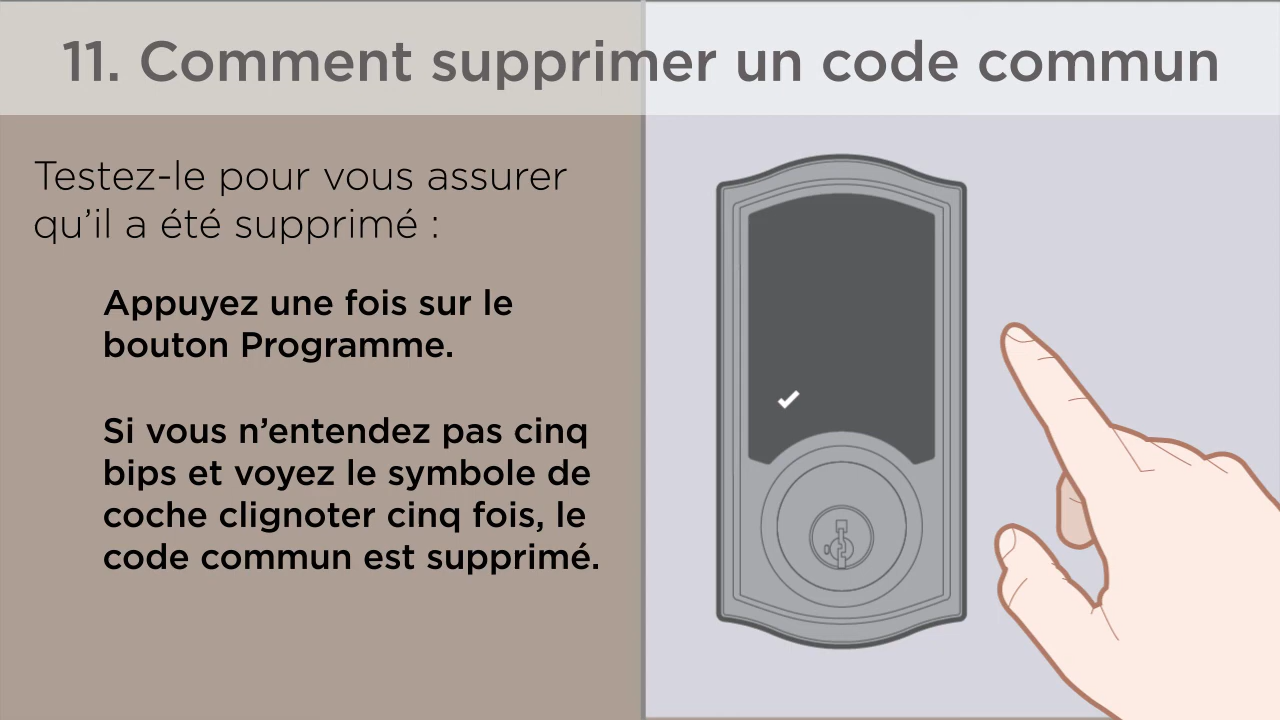 11. Comment supprimer un code commun
Testez-le pour vous assurer
qu’il a été supprimé :
Appuyez une fois sur le
bouton Programme.
Si vous n’entendez pas cinq
bips et voyez le symbole de
coche clignoter cinq fois, le
code commun est supprimé.